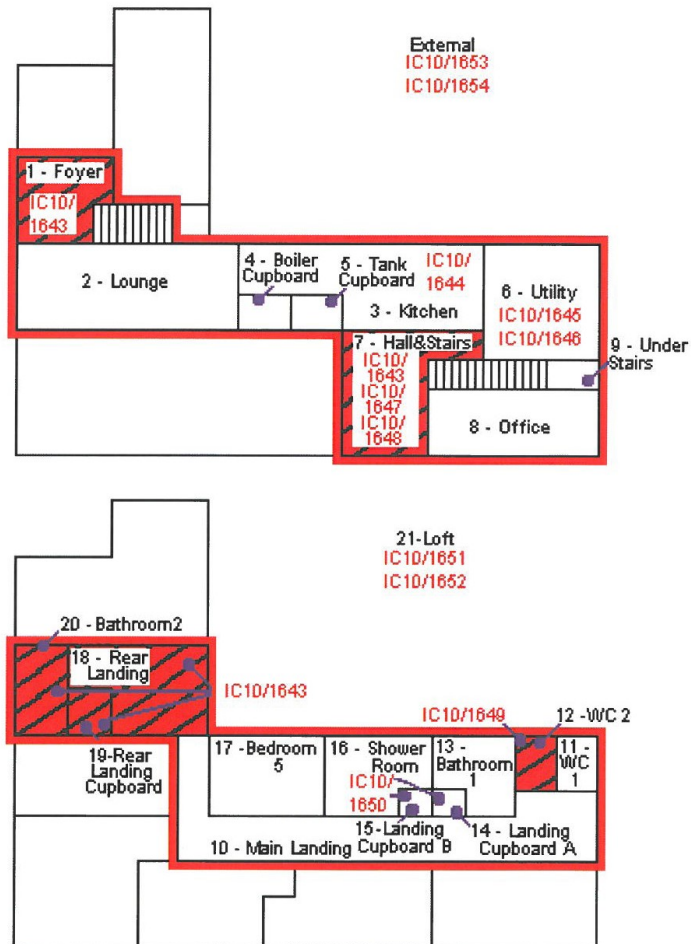 External
IC10/1653
IC10/1654
1 - Foyer
IC10/
1643
2 - Lounge
4 - Boiler
Cupboard
5 - Tank
Cupboard
IC10/
1644
3 - Kitchen
6 - Utility
IC10/1645
IC10/1646
7 - Hall&Stairs
IC10/
1643
IC10/
1647
IC10/
1648
9 - Under
Stairs
8 - Office
21-Loft
IC10/1651
IC10/1652
20 - Bathroom2
18 - Rear
Landing
IC10/1643
19-Rear
Landing
Cupboard
IC10/1649
12 -WC 2
17 -Bedroom
5
16 - Shower
Room
IC10/
1650
13 -
Bathroom
1
11 -
WC
1
15-Landing
Cupboard B
14 - Landing
Cupboard A
10 - Main Landing